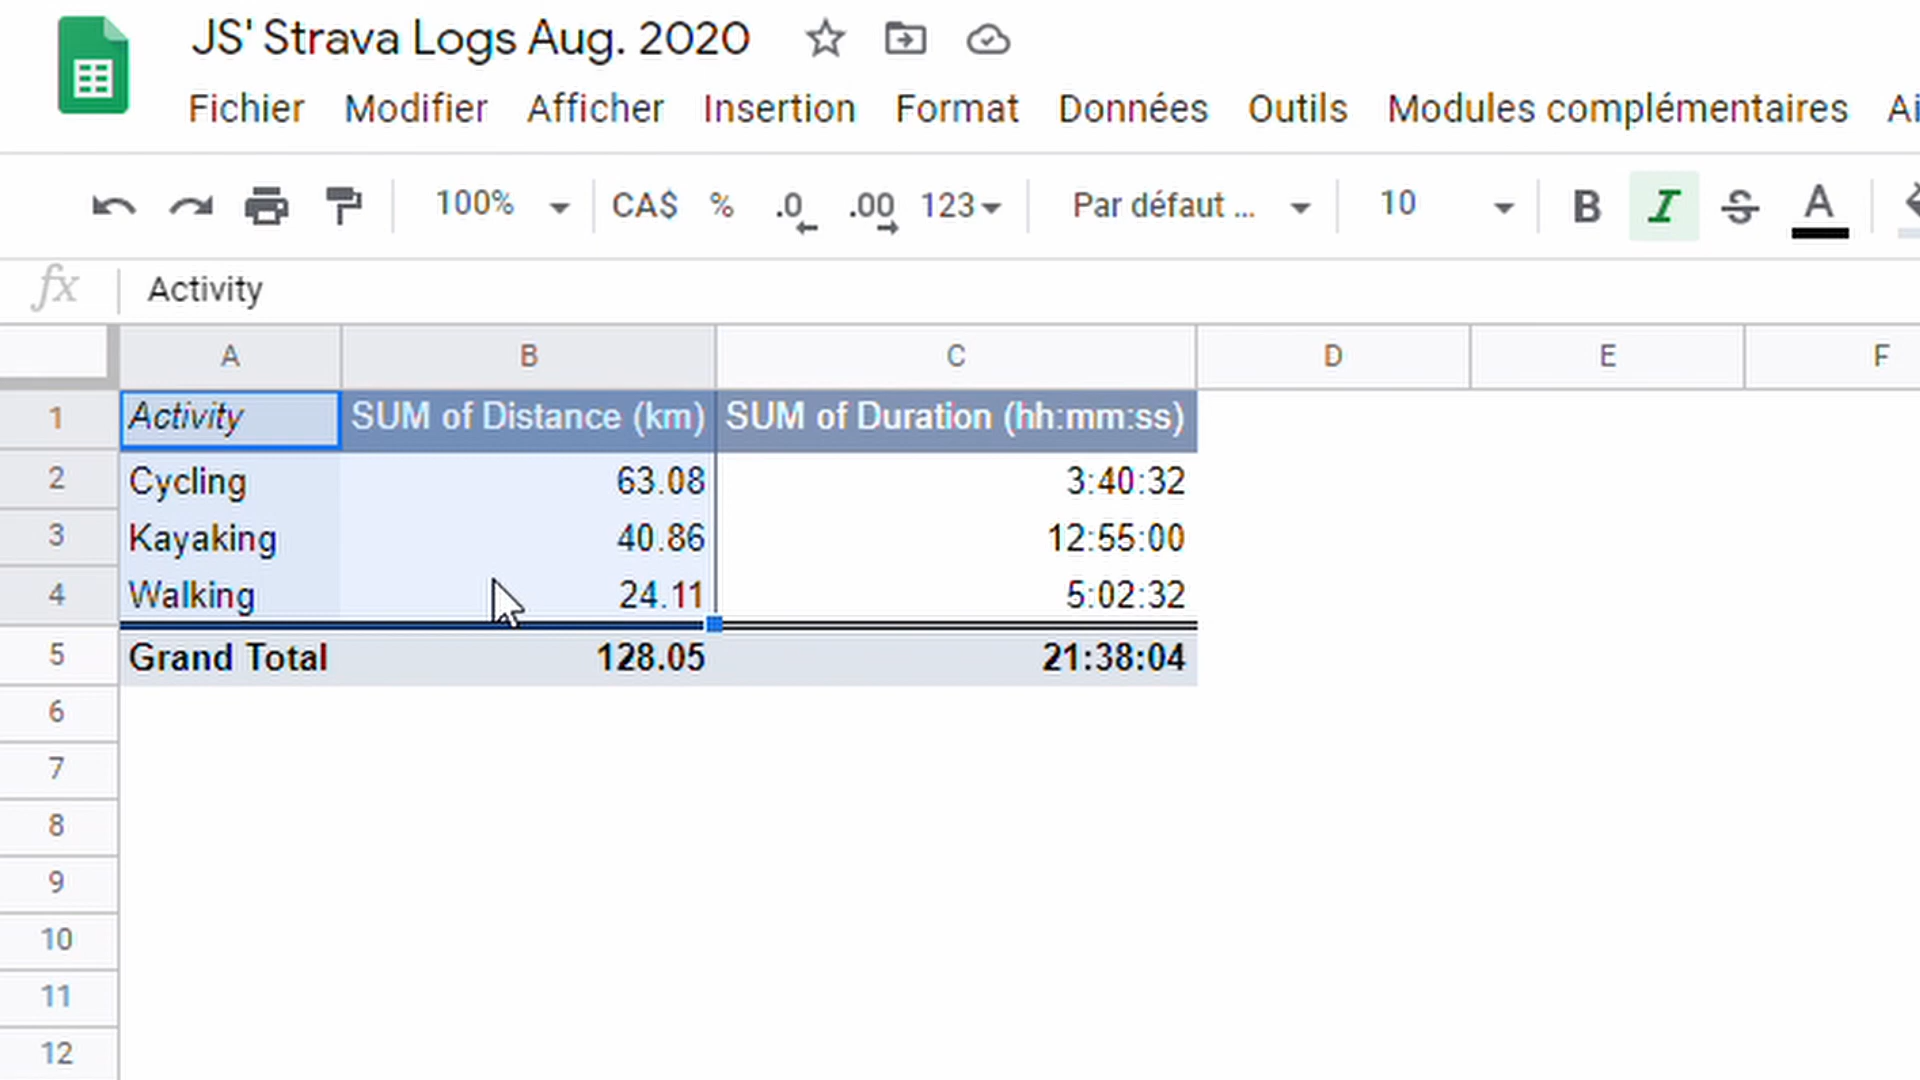 JS' Strava Logs Aug. 2020
Fichier Modifier Afficher Insertion Format Données Outils Modules complémentaires Ai
100% CA$ % .0 .00 123 Par défaut ... 10 B I S A
fx Activity
A B C D E F
1 Activity SUM of Distance (km) SUM of Duration (hh:mm:ss)
2 Cycling 63.08 3:40:32
3 Kayaking 40.86 12:55:00
4 Walking 24.11 5:02:32
5 Grand Total 128.05 21:38:04
6
7
8
9
10
11
12